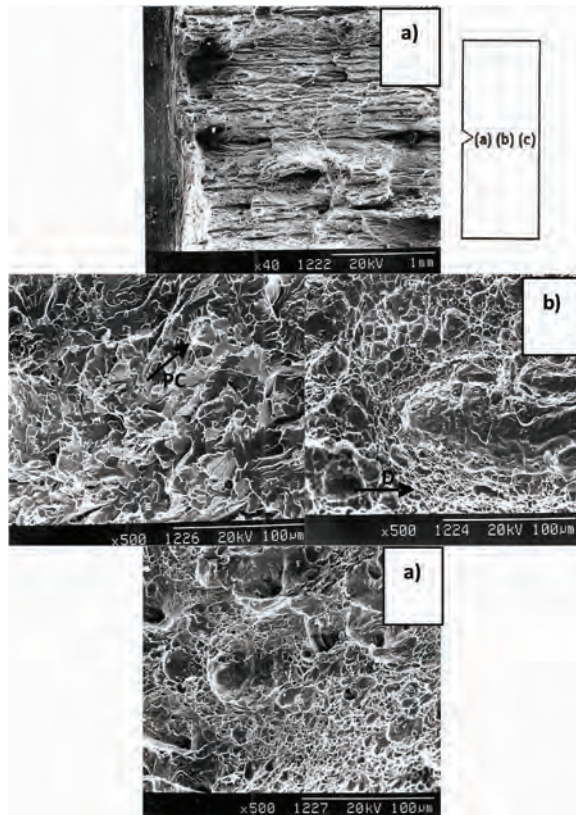 a)
(a) (b) (c)
x40 1222 20kV 1mm
b)
PC
D
x500 1226 20kV 100μm
x500 1224 20kV 100μm
a)
x500 1227 20kV 100μm